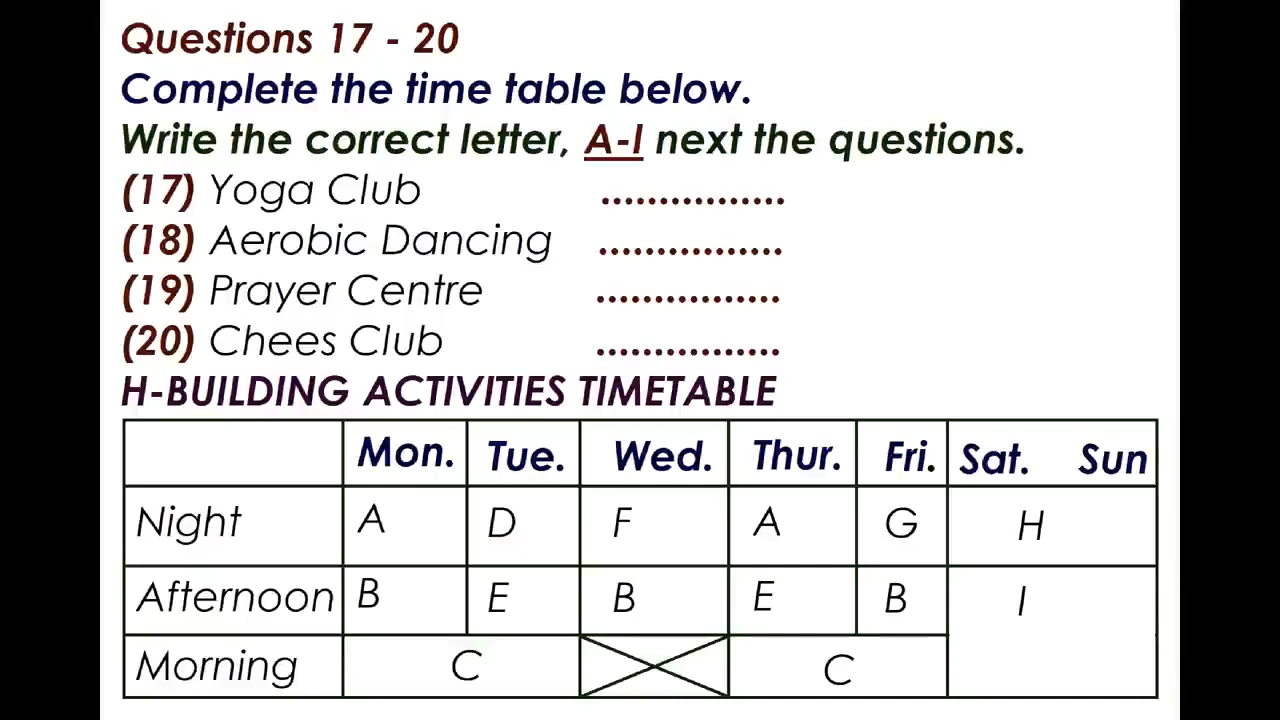 Questions 17 - 20
Complete the time table below.
Write the correct letter, A-I next the questions.
(17) Yoga Club ................
(18) Aerobic Dancing ................
(19) Prayer Centre ................
(20) Chees Club ................
H-BUILDING ACTIVITIES TIMETABLE
Mon. Tue. Wed. Thur. Fri. Sat. Sun
Night A D F A G H
Afternoon B E B E B I
Morning C C